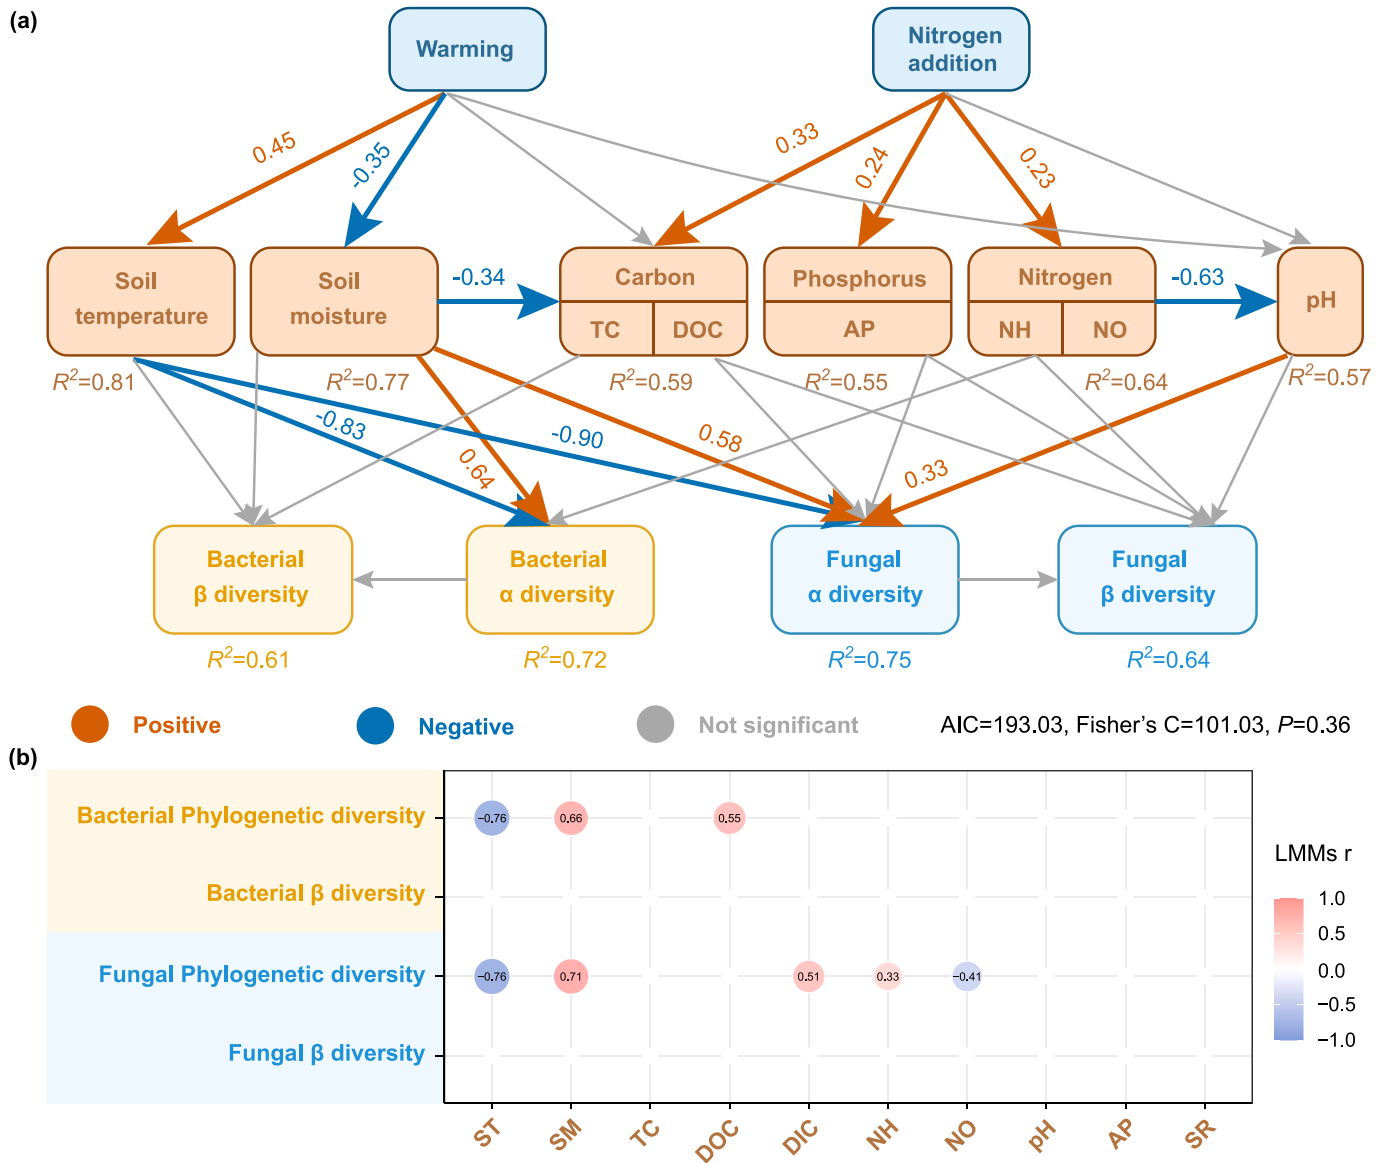 (a)
Warming
Nitrogen
addition
0.45
-0.35
0.33
0.24
0.23
Soil
temperature
Soil
moisture
-0.34
Carbon
TC
DOC
Phosphorus
AP
Nitrogen
NH
NO
-0.63
pH
R²=0.81
R²=0.77
R²=0.59
R²=0.55
R²=0.64
R²=0.57
-0.83
-0.90
0.64
0.58
0.33
Bacterial
β diversity
Bacterial
α diversity
Fungal
α diversity
Fungal
β diversity
R²=0.61
R²=0.72
R²=0.75
R²=0.64
Positive
Negative
Not significant
AIC=193.03, Fisher's C=101.03, P=0.36
(b)
Bacterial Phylogenetic diversity
−0.76
0.66
0.55
Bacterial β diversity
Fungal Phylogenetic diversity
−0.76
0.71
0.51
0.33
−0.41
Fungal β diversity
LMMs r
1.0
0.5
0.0
−0.5
−1.0
ST
SM
TC
DOC
DIC
NH
NO
pH
AP
SR